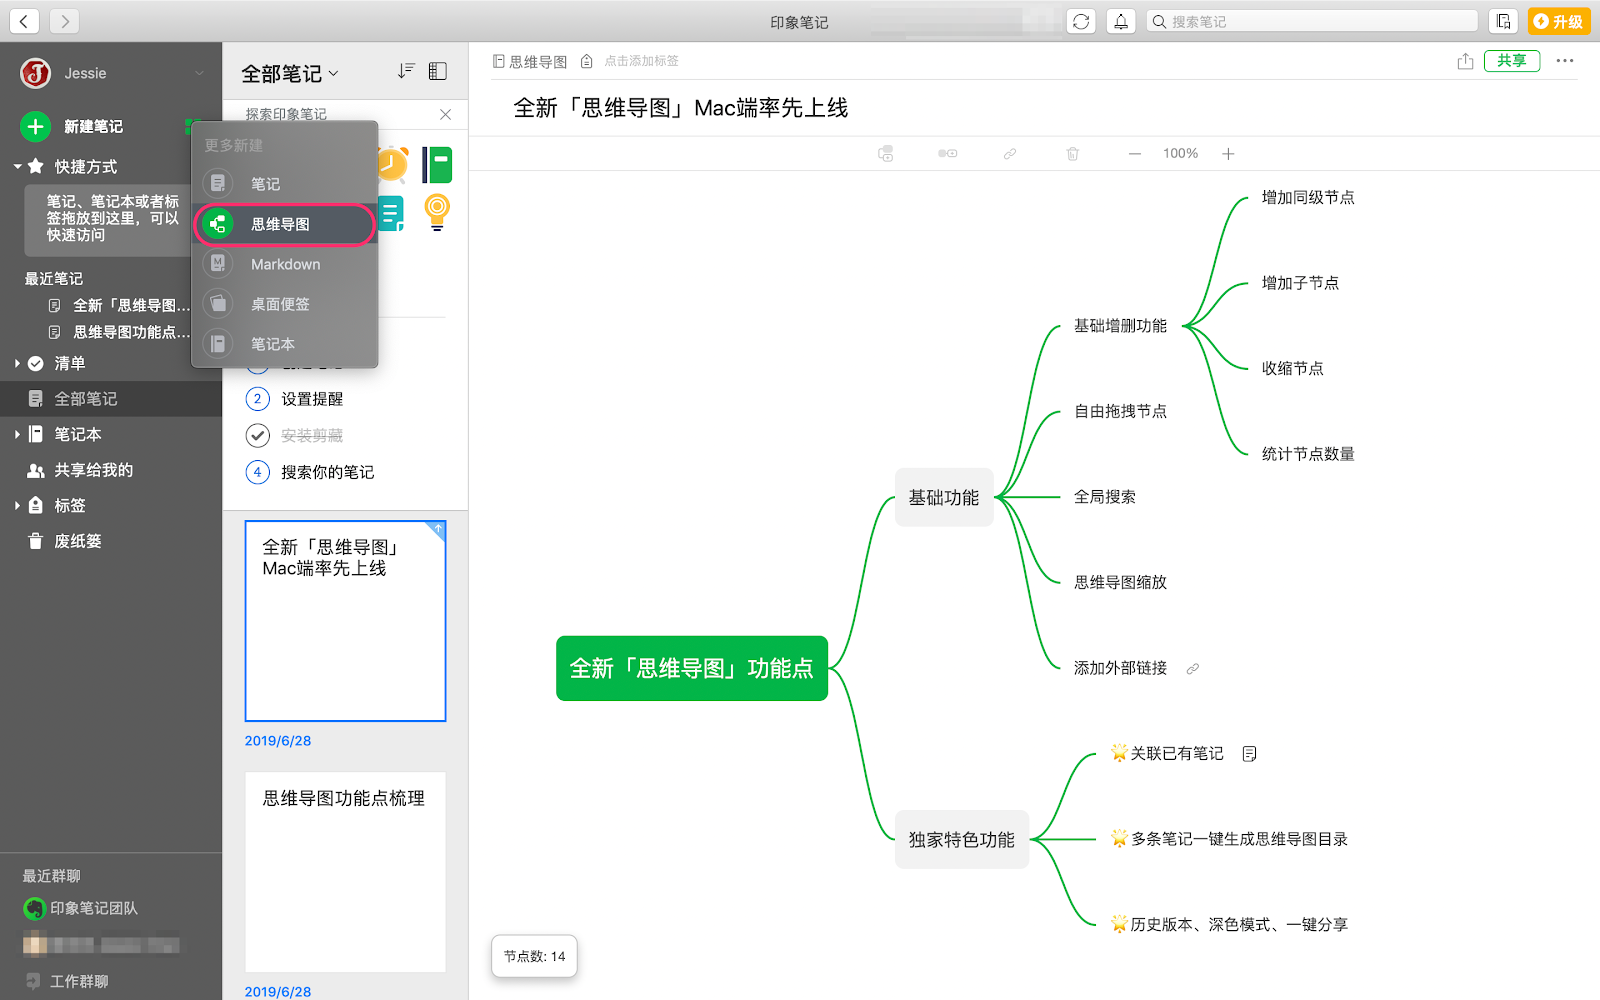 印象笔记
搜索笔记
升级
Jessie
新建笔记
快捷方式
笔记、笔记本或者标
签拖放到这里，可以
快速访问
最近笔记
全新「思维导图...
思维导图功能点...
清单
全部笔记
笔记本
共享给我的
标签
废纸篓
最近群聊
印象笔记团队
工作群聊
更多新建
笔记
思维导图
Markdown
桌面便签
笔记本
全部笔记
探索印象笔记
2 设置提醒
安装剪藏
4 搜索你的笔记
全新「思维导图」
Mac端率先上线
2019/6/28
思维导图功能点梳理
2019/6/28
思维导图
点击添加标签
共享
全新「思维导图」Mac端率先上线
100%
全新「思维导图」功能点
基础功能
基础增删功能
增加同级节点
增加子节点
收缩节点
统计节点数量
自由拖拽节点
全局搜索
思维导图缩放
添加外部链接
独家特色功能
🌟关联已有笔记
🌟多条笔记一键生成思维导图目录
🌟历史版本、深色模式、一键分享
节点数: 14